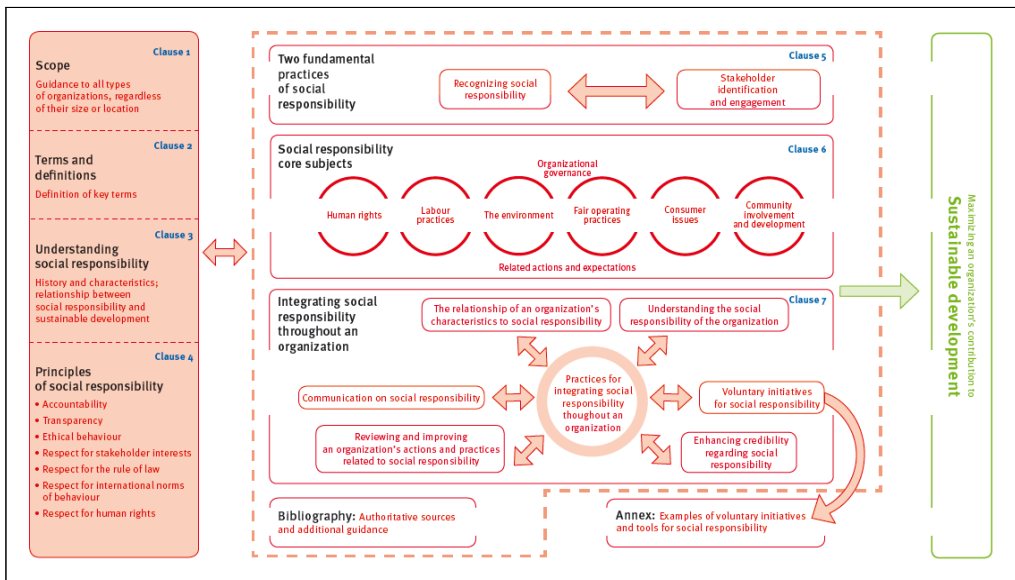 Clause 1
Scope
Guidance to all types
of organizations, regardless
of their size or location
Clause 2
Terms and
definitions
Definition of key terms
Clause 3
Understanding
social responsibility
History and characteristics;
relationship between
social responsibility and
sustainable development
Clause 4
Principles
of social responsibility
• Accountability
• Transparency
• Ethical behaviour
• Respect for stakeholder interests
• Respect for the rule of law
• Respect for international norms
of behaviour
• Respect for human rights
Two fundamental
practices
of social
responsibility
Clause 5
Recognizing social
responsibility
Stakeholder
identification
and engagement
Social responsibility
core subjects
Clause 6
Organizational
governance
Human rights
Labour
practices
The environment
Fair operating
practices
Consumer
issues
Community
involvement
and development
Related actions and expectations
Integrating social
responsibility
throughout an
organization
Clause 7
The relationship of an organization's
characteristics to social responsibility
Understanding the social
responsibility of the organization
Practices for
integrating social
responsibility
thoughout an
organization
Communication on social responsibility
Voluntary initiatives
for social responsibility
Reviewing and improving
an organization's actions and practices
related to social responsibility
Enhancing credibility
regarding social
responsibility
Bibliography: Authoritative sources
and additional guidance
Annex: Examples of voluntary initiatives
and tools for social responsibility
Maximizing an organization's contribution to
Sustainable development